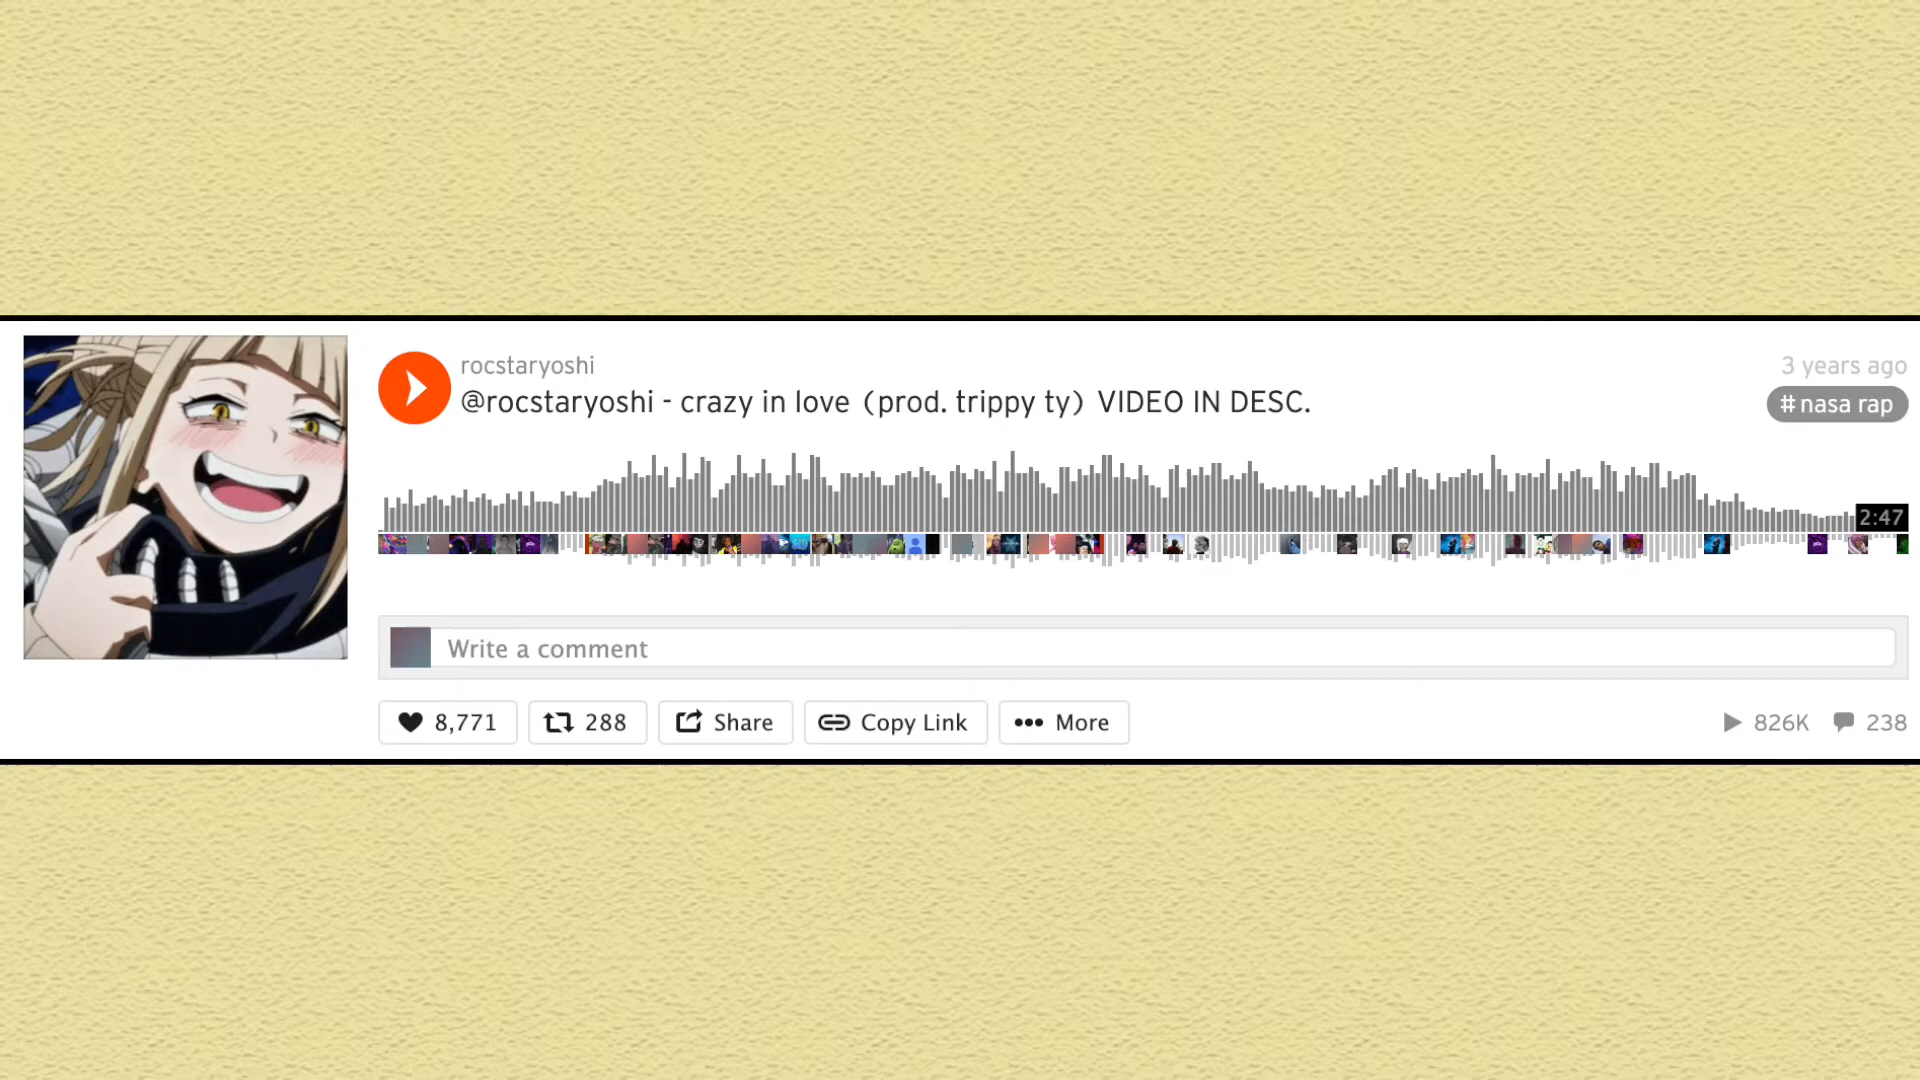 rocstaryoshi
3 years ago
@rocstaryoshi - crazy in love (prod. trippy ty) VIDEO IN DESC.
# nasa rap
2:47
Write a comment
8,771
288
Share
Copy Link
More
826K
238